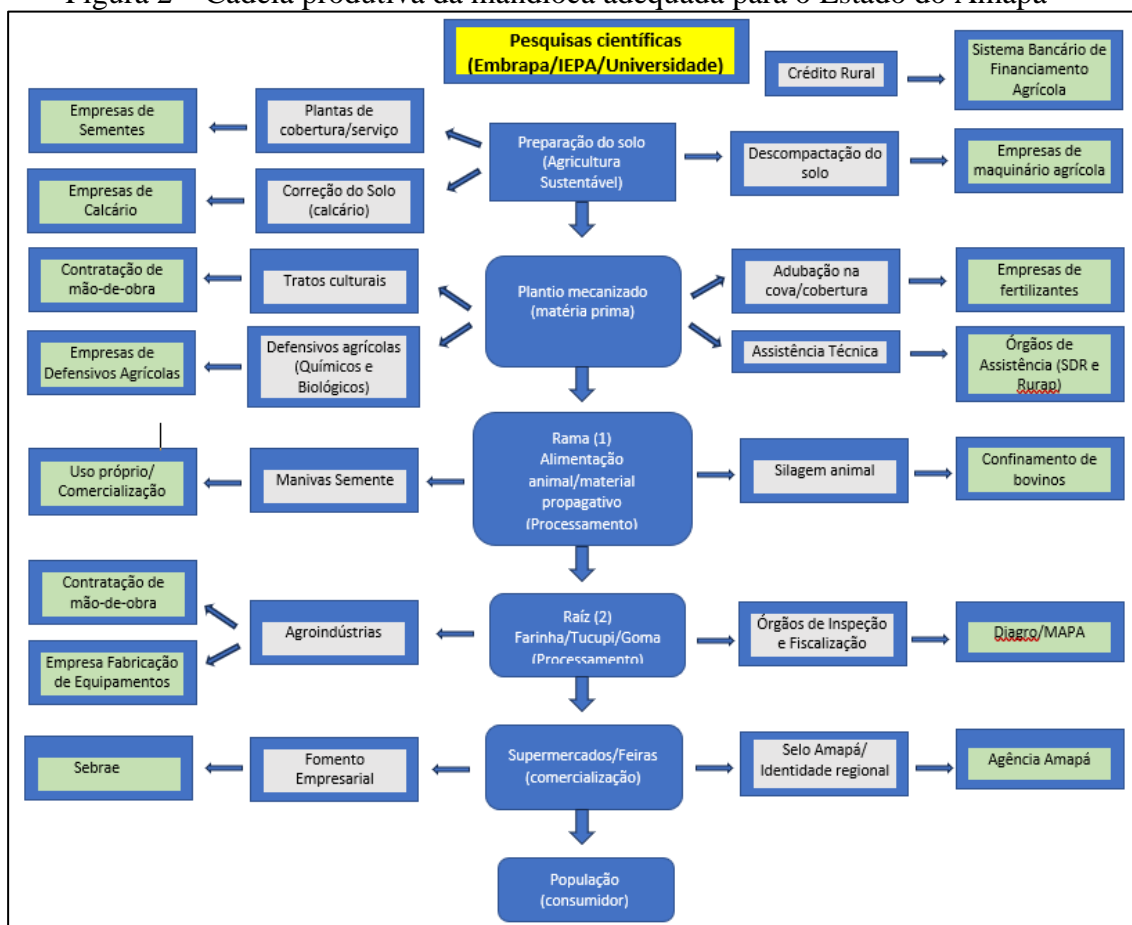 Figura 2 – Cadeia produtiva da mandioca adequada para o Estado do Amapá
Pesquisas científicas
(Embrapa/IEPA/Universidade)
Crédito Rural
Sistema Bancário de
Financiamento
Agrícola
Empresas de
Sementes
Plantas de
cobertura/serviço
Preparação do solo
(Agricultura
Sustentável)
Descompactação do
solo
Empresas de
maquinário agrícola
Empresas de
Calcário
Correção do Solo
(calcário)
Contratação de
mão-de-obra
Tratos culturais
Plantio mecanizado
(matéria prima)
Adubação na
cova/cobertura
Empresas de
fertilizantes
Empresas de
Defensivos Agrícolas
Defensivos agrícolas
(Químicos e
Biológicos)
Assistência Técnica
Órgãos de
Assistência (SDR e
Rurap)
Uso próprio/
Comercialização
Manivas Semente
Rama (1)
Alimentação
animal/material
propagativo
(Processamento)
Silagem animal
Confinamento de
bovinos
Contratação de
mão-de-obra
Empresa Fabricação
de Equipamentos
Agroindústrias
Raíz (2)
Farinha/Tucupi/Goma
(Processamento)
Órgãos de Inspeção
e Fiscalização
Diagro/MAPA
Sebrae
Fomento
Empresarial
Supermercados/Feiras
(comercialização)
Selo Amapá/
Identidade regional
Agência Amapá
População
(consumidor)